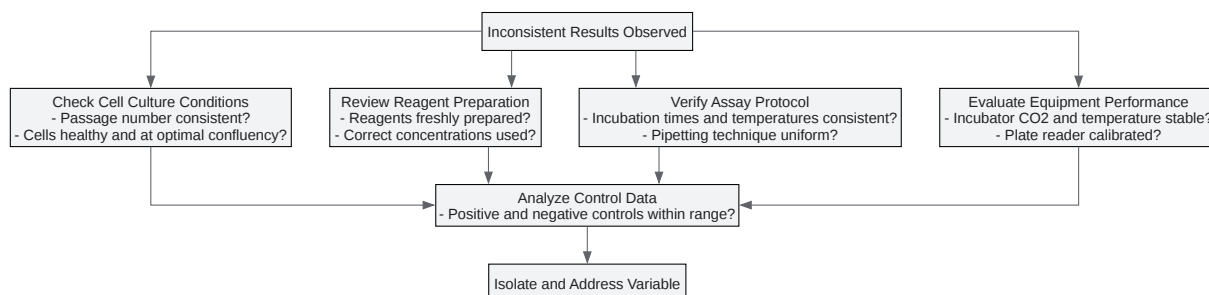 Inconsistent Results Observed
Check Cell Culture Conditions
- Passage number consistent?
- Cells healthy and at optimal confluency?
Review Reagent Preparation
- Reagents freshly prepared?
- Correct concentrations used?
Verify Assay Protocol
- Incubation times and temperatures consistent?
- Pipetting technique uniform?
Evaluate Equipment Performance
- Incubator CO2 and temperature stable?
- Plate reader calibrated?
Analyze Control Data
- Positive and negative controls within range?
Isolate and Address Variable